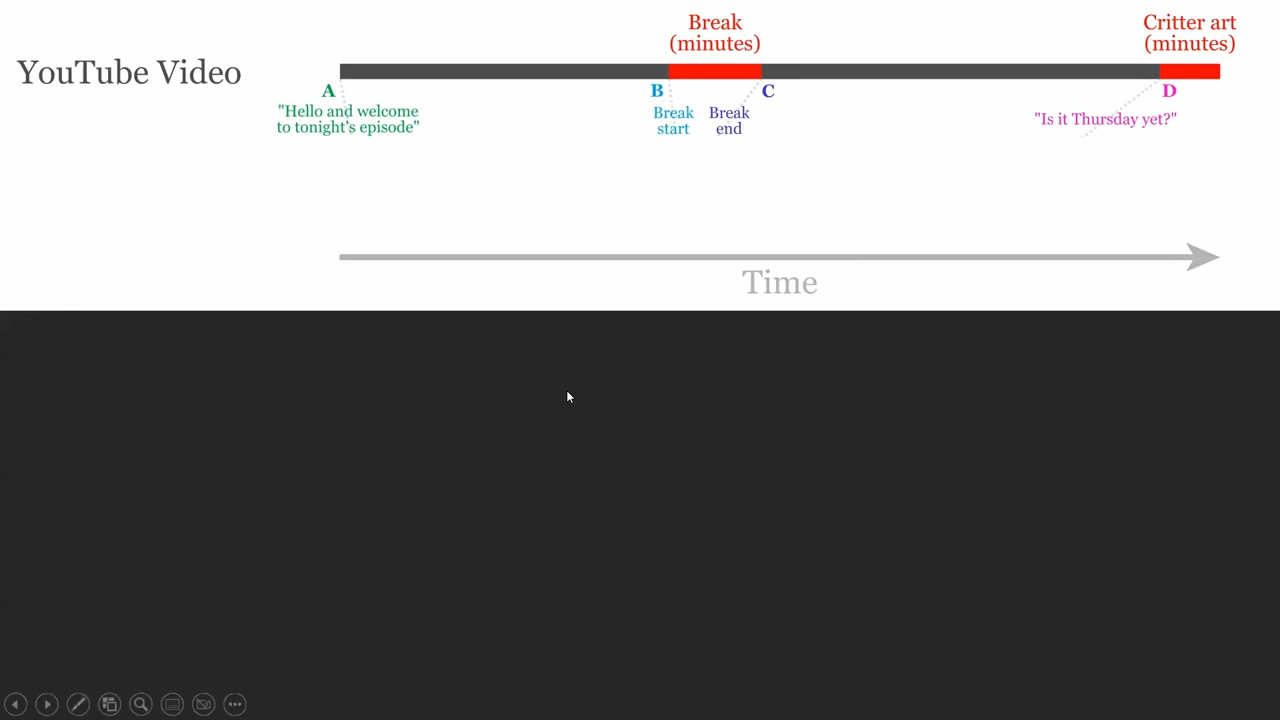 Break
(minutes)
Critter art
(minutes)
YouTube Video
A
B
C
D
"Hello and welcome
to tonight's episode"
Break
start
Break
end
"Is it Thursday yet?"
Time